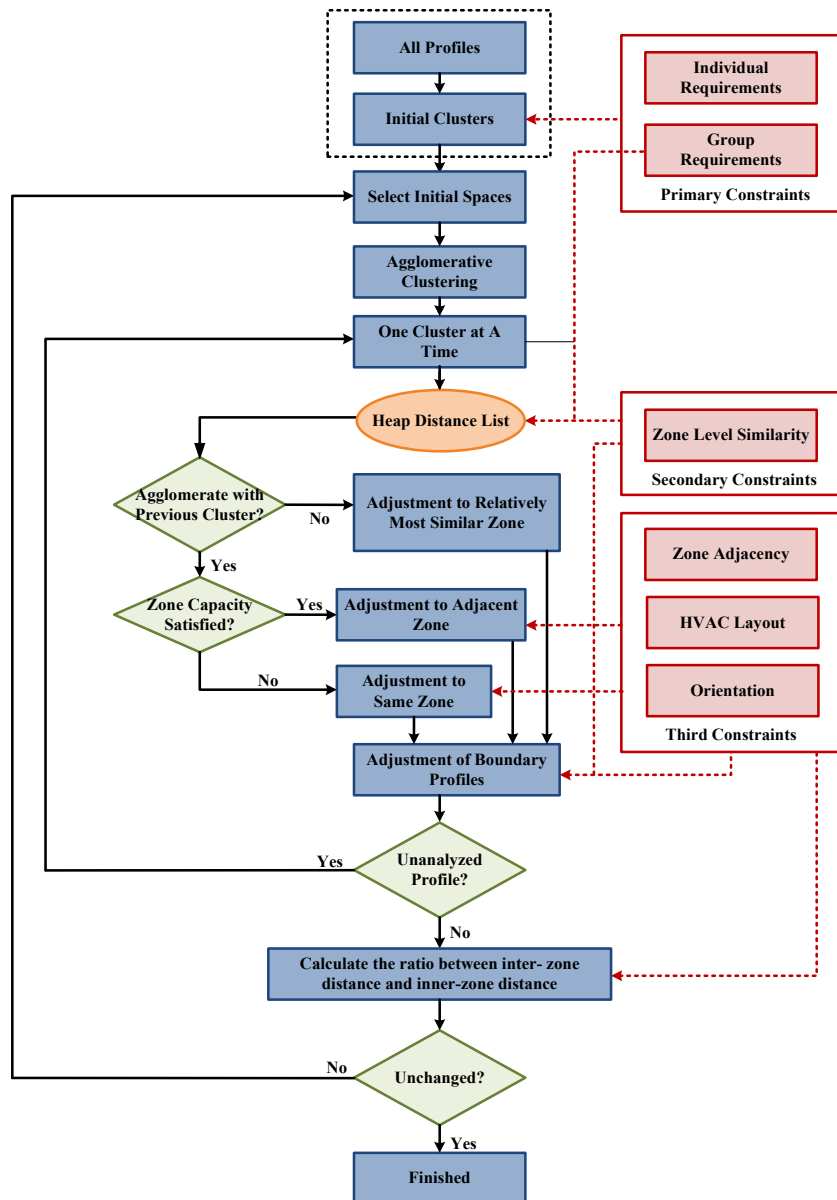 All Profiles
Initial Clusters
Select Initial Spaces
Agglomerative
Clustering
One Cluster at A
Time
Heap Distance List
Agglomerate with
Previous Cluster?
No
Adjustment to Relatively
Most Similar Zone
Yes
Zone Capacity
Satisfied?
Yes
Adjustment to Adjacent
Zone
No
Adjustment to
Same Zone
Adjustment of Boundary
Profiles
Yes
Unanalyzed
Profile?
No
Calculate the ratio between inter- zone
distance and inner-zone distance
No
Unchanged?
Yes
Finished
Individual
Requirements
Group
Requirements
Primary Constraints
Zone Level Similarity
Secondary Constraints
Zone Adjacency
HVAC Layout
Orientation
Third Constraints